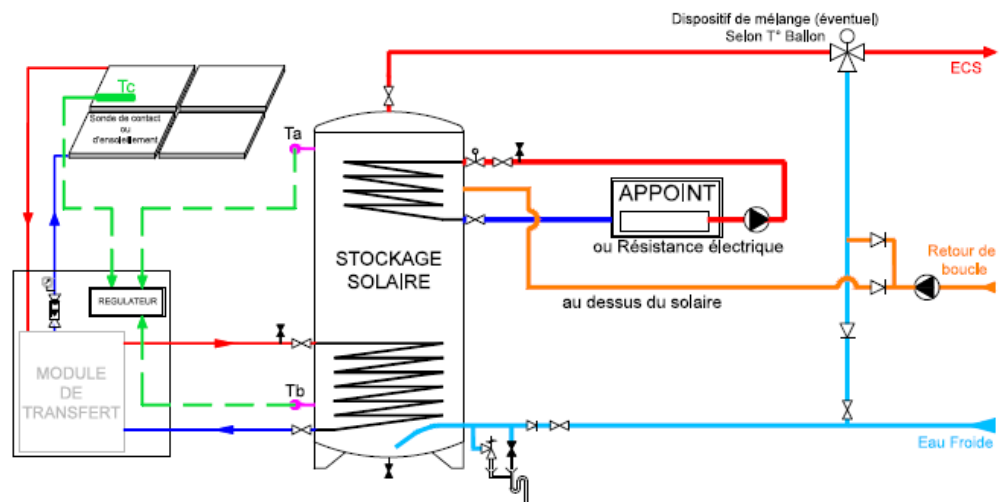 Dispositif de mélange (éventuel)
Selon T° Ballon
ECS
Tc
Sonde de contact
ou
d'ensoleillement
Ta
APPOINT
ou Résistance électrique
STOCKAGE
SOLAIRE
Retour de
boucle
REGULATEUR
au dessus du solaire
MODULE
DE
TRANSFERT
Tb
Eau Froide